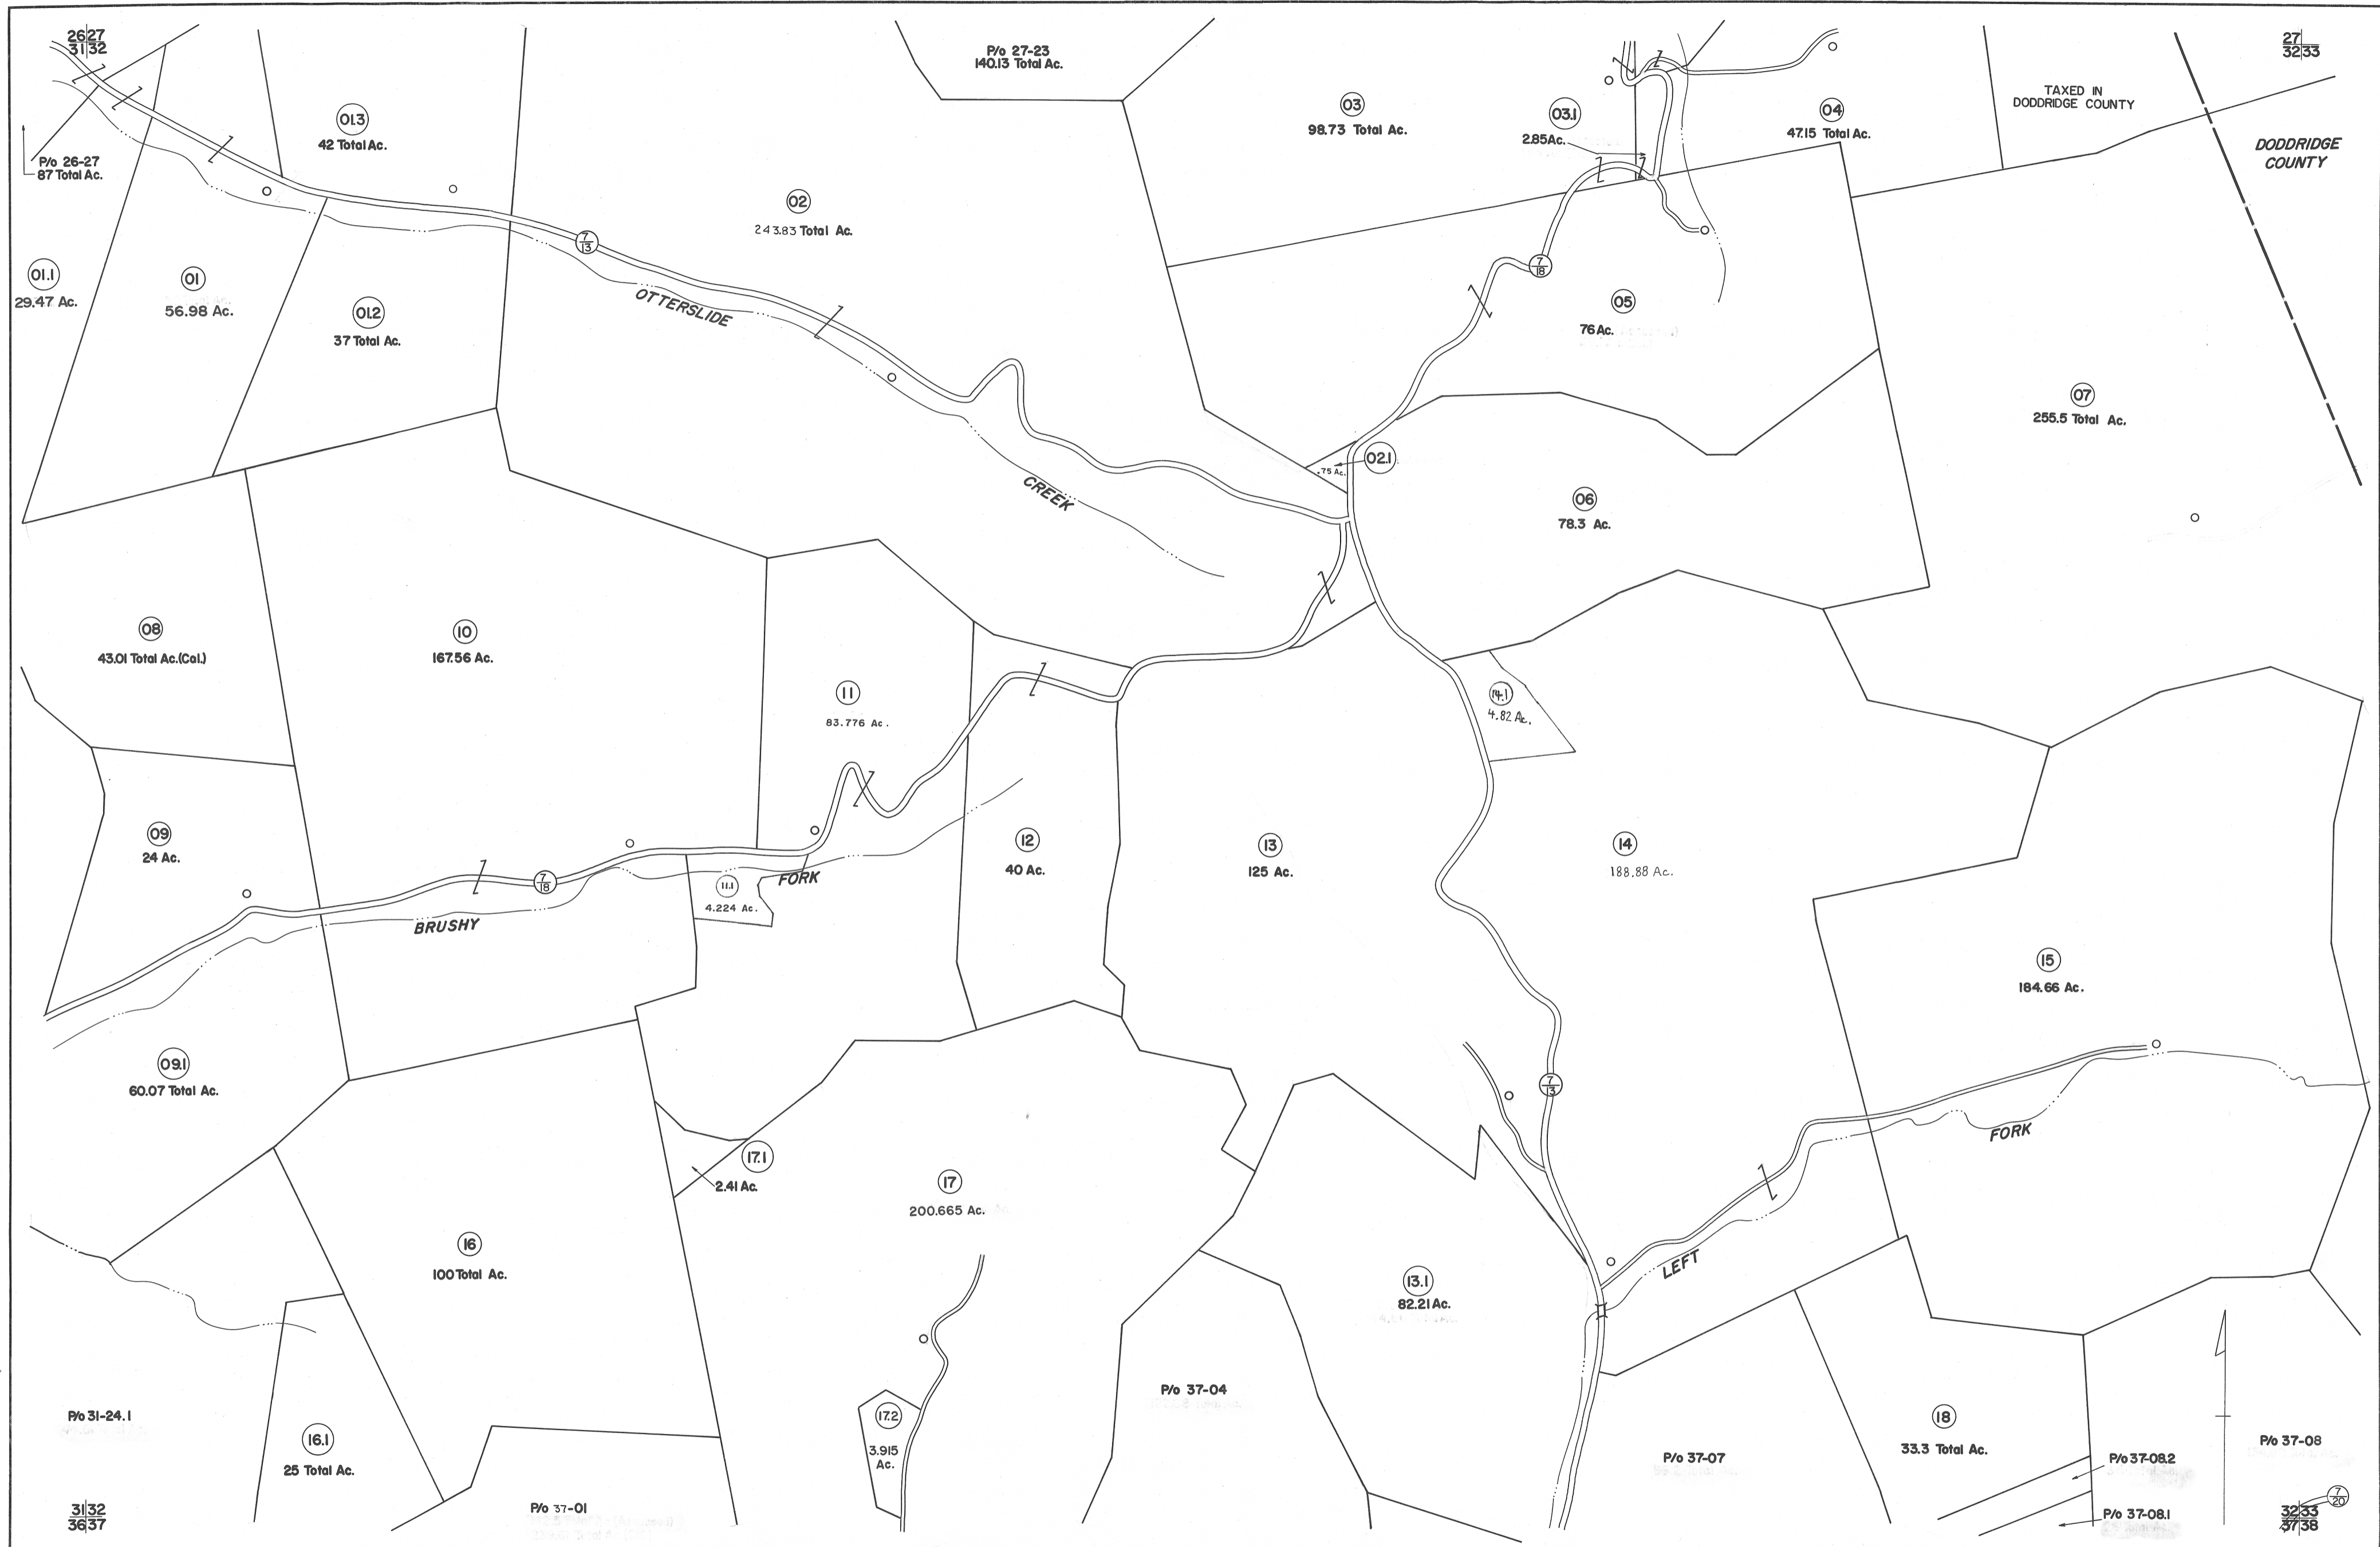 26 27
31 32
P/o 27-23
140.13 Total Ac.
27
32 33
TAXED IN
DODDRIDGE COUNTY
DODDRIDGE
COUNTY
01.3
42 Total Ac.
03
98.73 Total Ac.
03.1
2.85Ac.
04
47.15 Total Ac.
P/o 26-27
87 Total Ac.
02
243.83 Total Ac.
7
13
7
18
01.1
29.47 Ac.
01
56.98 Ac.
01.2
37 Total Ac.
OTTERSLIDE
05
76 Ac.
07
255.5 Total Ac.
02.1
.75 Ac.
CREEK
06
78.3 Ac.
08
43.01 Total Ac.(Cal.)
10
167.56 Ac.
11
83.776 Ac.
14.1
4.82 Ac.
09
24 Ac.
12
40 Ac.
13
125 Ac.
14
188.88 Ac.
7
18
11.1
4.224 Ac.
FORK
BRUSHY
15
184.66 Ac.
09.1
60.07 Total Ac.
7
13
FORK
17.1
2.41 Ac.
17
200.665 Ac.
16
100 Total Ac.
LEFT
13.1
82.21 Ac.
P/o 37-04
P/o 31-24.1
16.1
25 Total Ac.
17.2
3.915
Ac.
18
33.3 Total Ac.
P/o 37-07
P/o 37-08.2
P/o 37-08
P/o 37-01
P/o 37-08.1
31 32
36 37
7
20
32 33
37 38